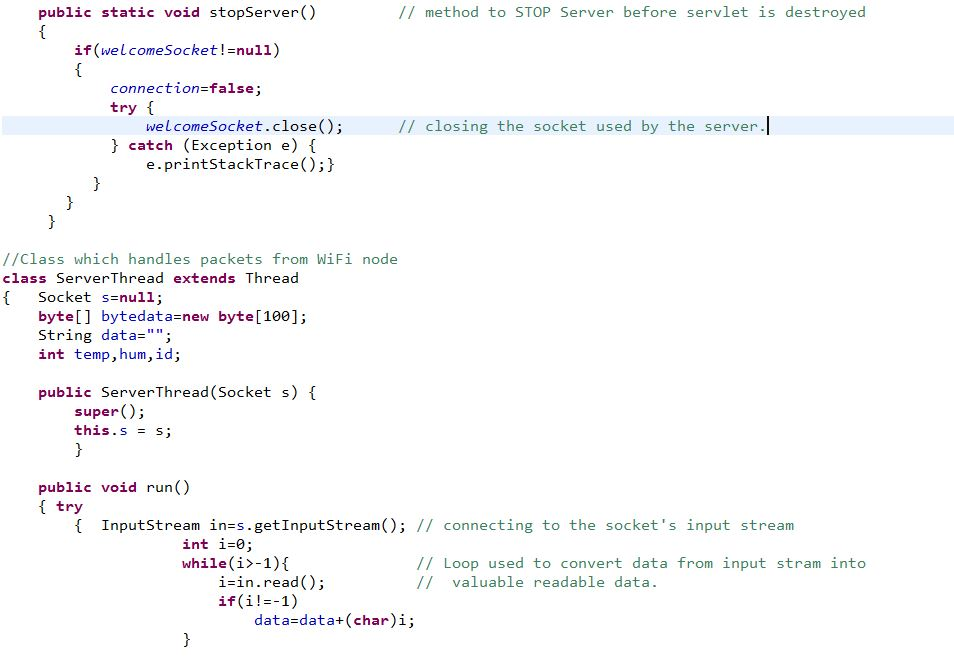 public static void stopServer() // method to STOP Server before servlet is destroyed
{
if(welcomeSocket!=null)
{
connection=false;
try {
welcomeSocket.close(); // closing the socket used by the server.
} catch (Exception e) {
e.printStackTrace();}
}
}
}
//Class which handles packets from WiFi node
class ServerThread extends Thread
{ Socket s=null;
byte[] bytedata=new byte[100];
String data="";
int temp,hum,id;
public ServerThread(Socket s) {
super();
this.s = s;
}
public void run()
{ try
{ InputStream in=s.getInputStream(); // connecting to the socket's input stream
int i=0;
while(i>-1){ // Loop used to convert data from input stram into
i=in.read(); // valuable readable data.
if(i!=-1)
data=data+(char)i;
}